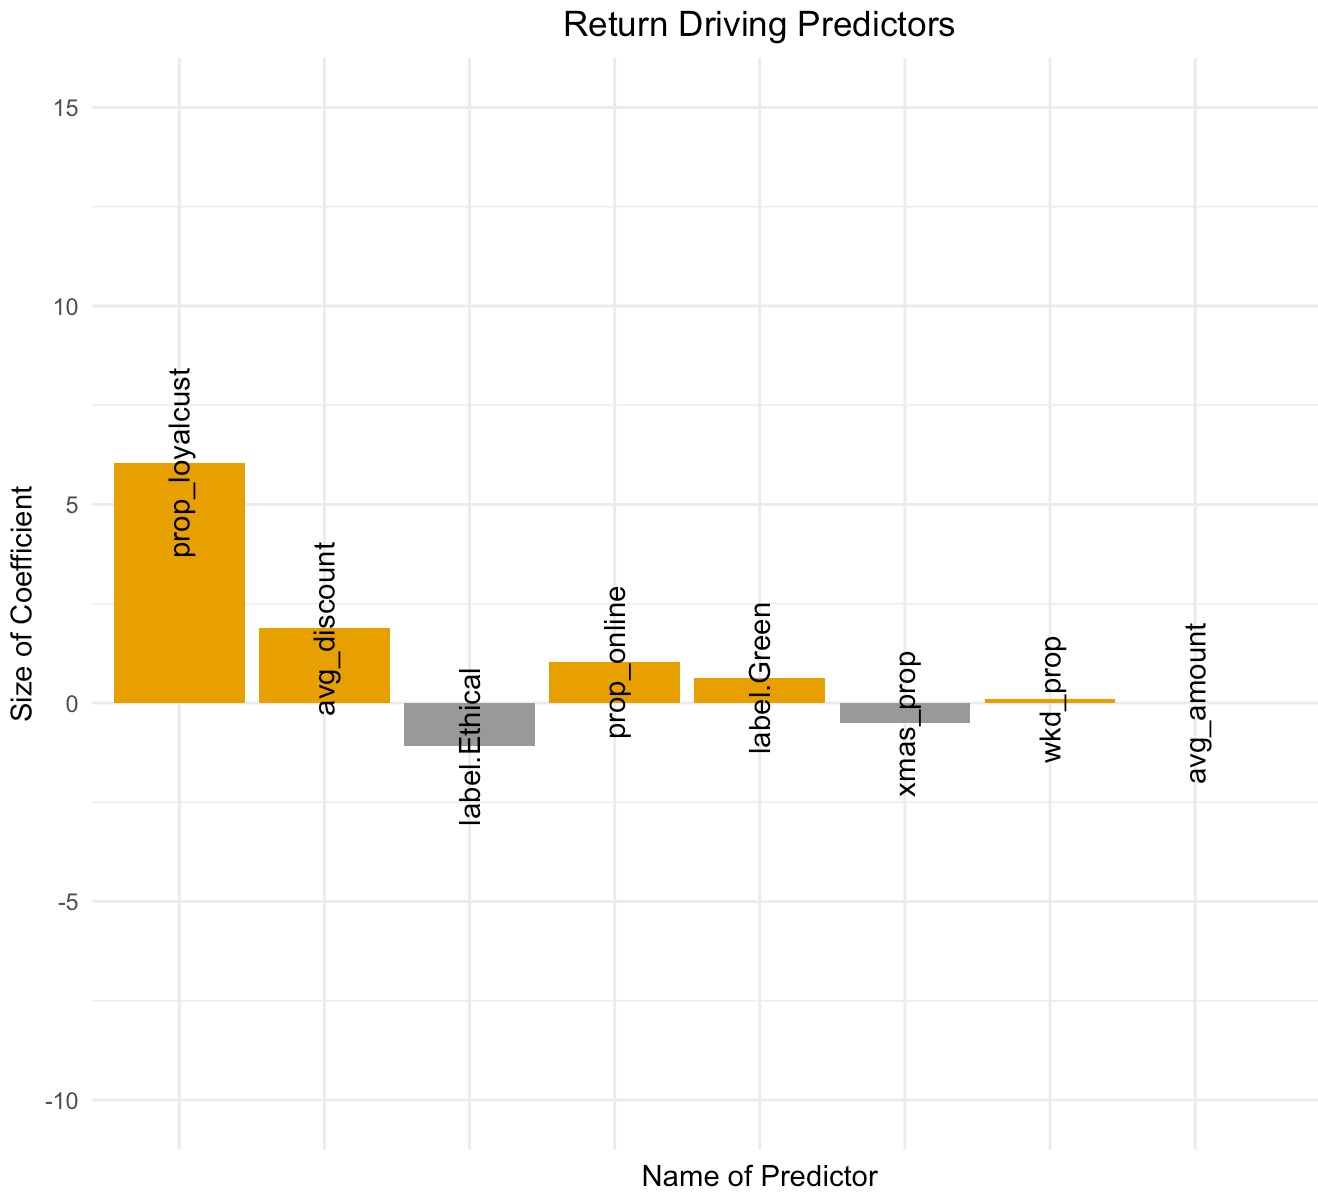 Return Driving Predictors
Size of Coefficient
15
10
5
0
-5
-10
prop_loyalcust
avg_discount
label.Ethical
prop_online
label.Green
xmas_prop
wkd_prop
avg_amount
Name of Predictor